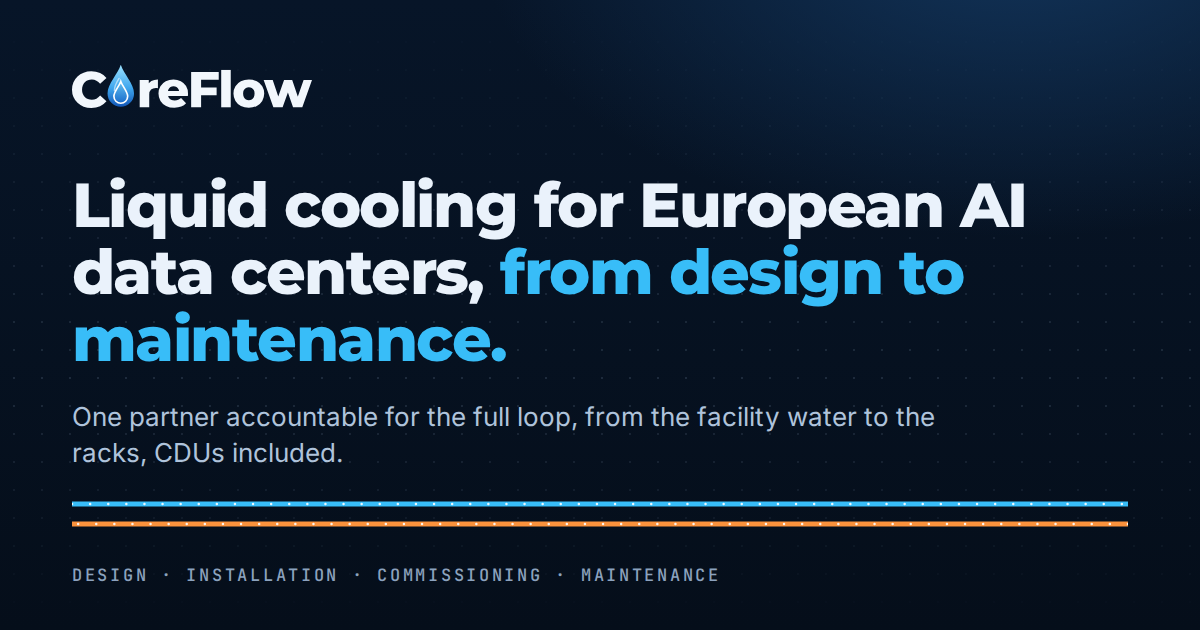 CoreFlow
Liquid cooling for European AI
data centers, from design to
maintenance.
One partner accountable for the full loop, from the facility water to the
racks, CDUs included.
DESIGN · INSTALLATION · COMMISSIONING · MAINTENANCE